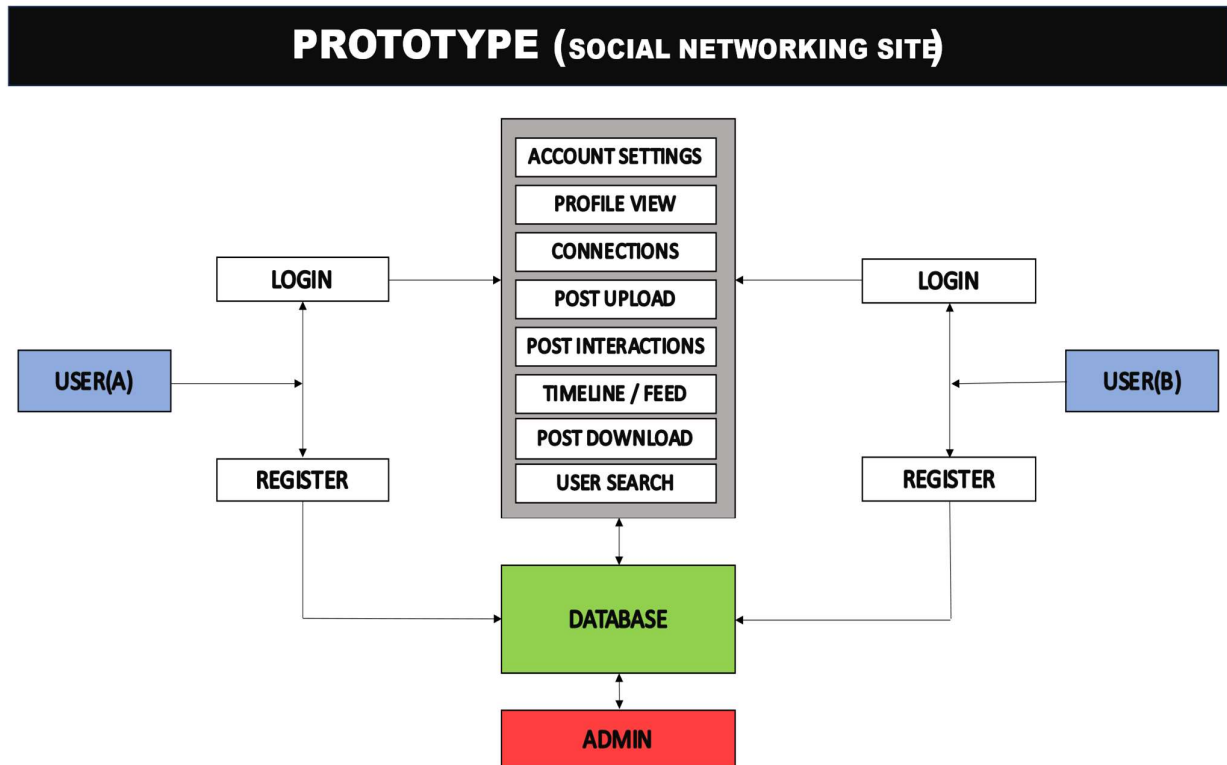 PROTOTYPE (SOCIAL NETWORKING SITE)
ACCOUNT SETTINGS
PROFILE VIEW
CONNECTIONS
LOGIN
LOGIN
POST UPLOAD
POST INTERACTIONS
USER(A)
TIMELINE / FEED
USER(B)
POST DOWNLOAD
REGISTER
USER SEARCH
REGISTER
DATABASE
ADMIN